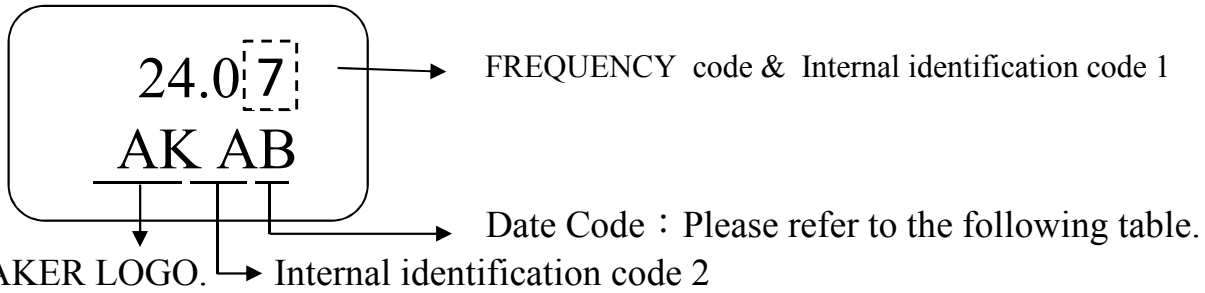 24.07
FREQUENCY code & Internal identification code 1
AK AB
Date Code：Please refer to the following table.
AKER LOGO.
Internal identification code 2